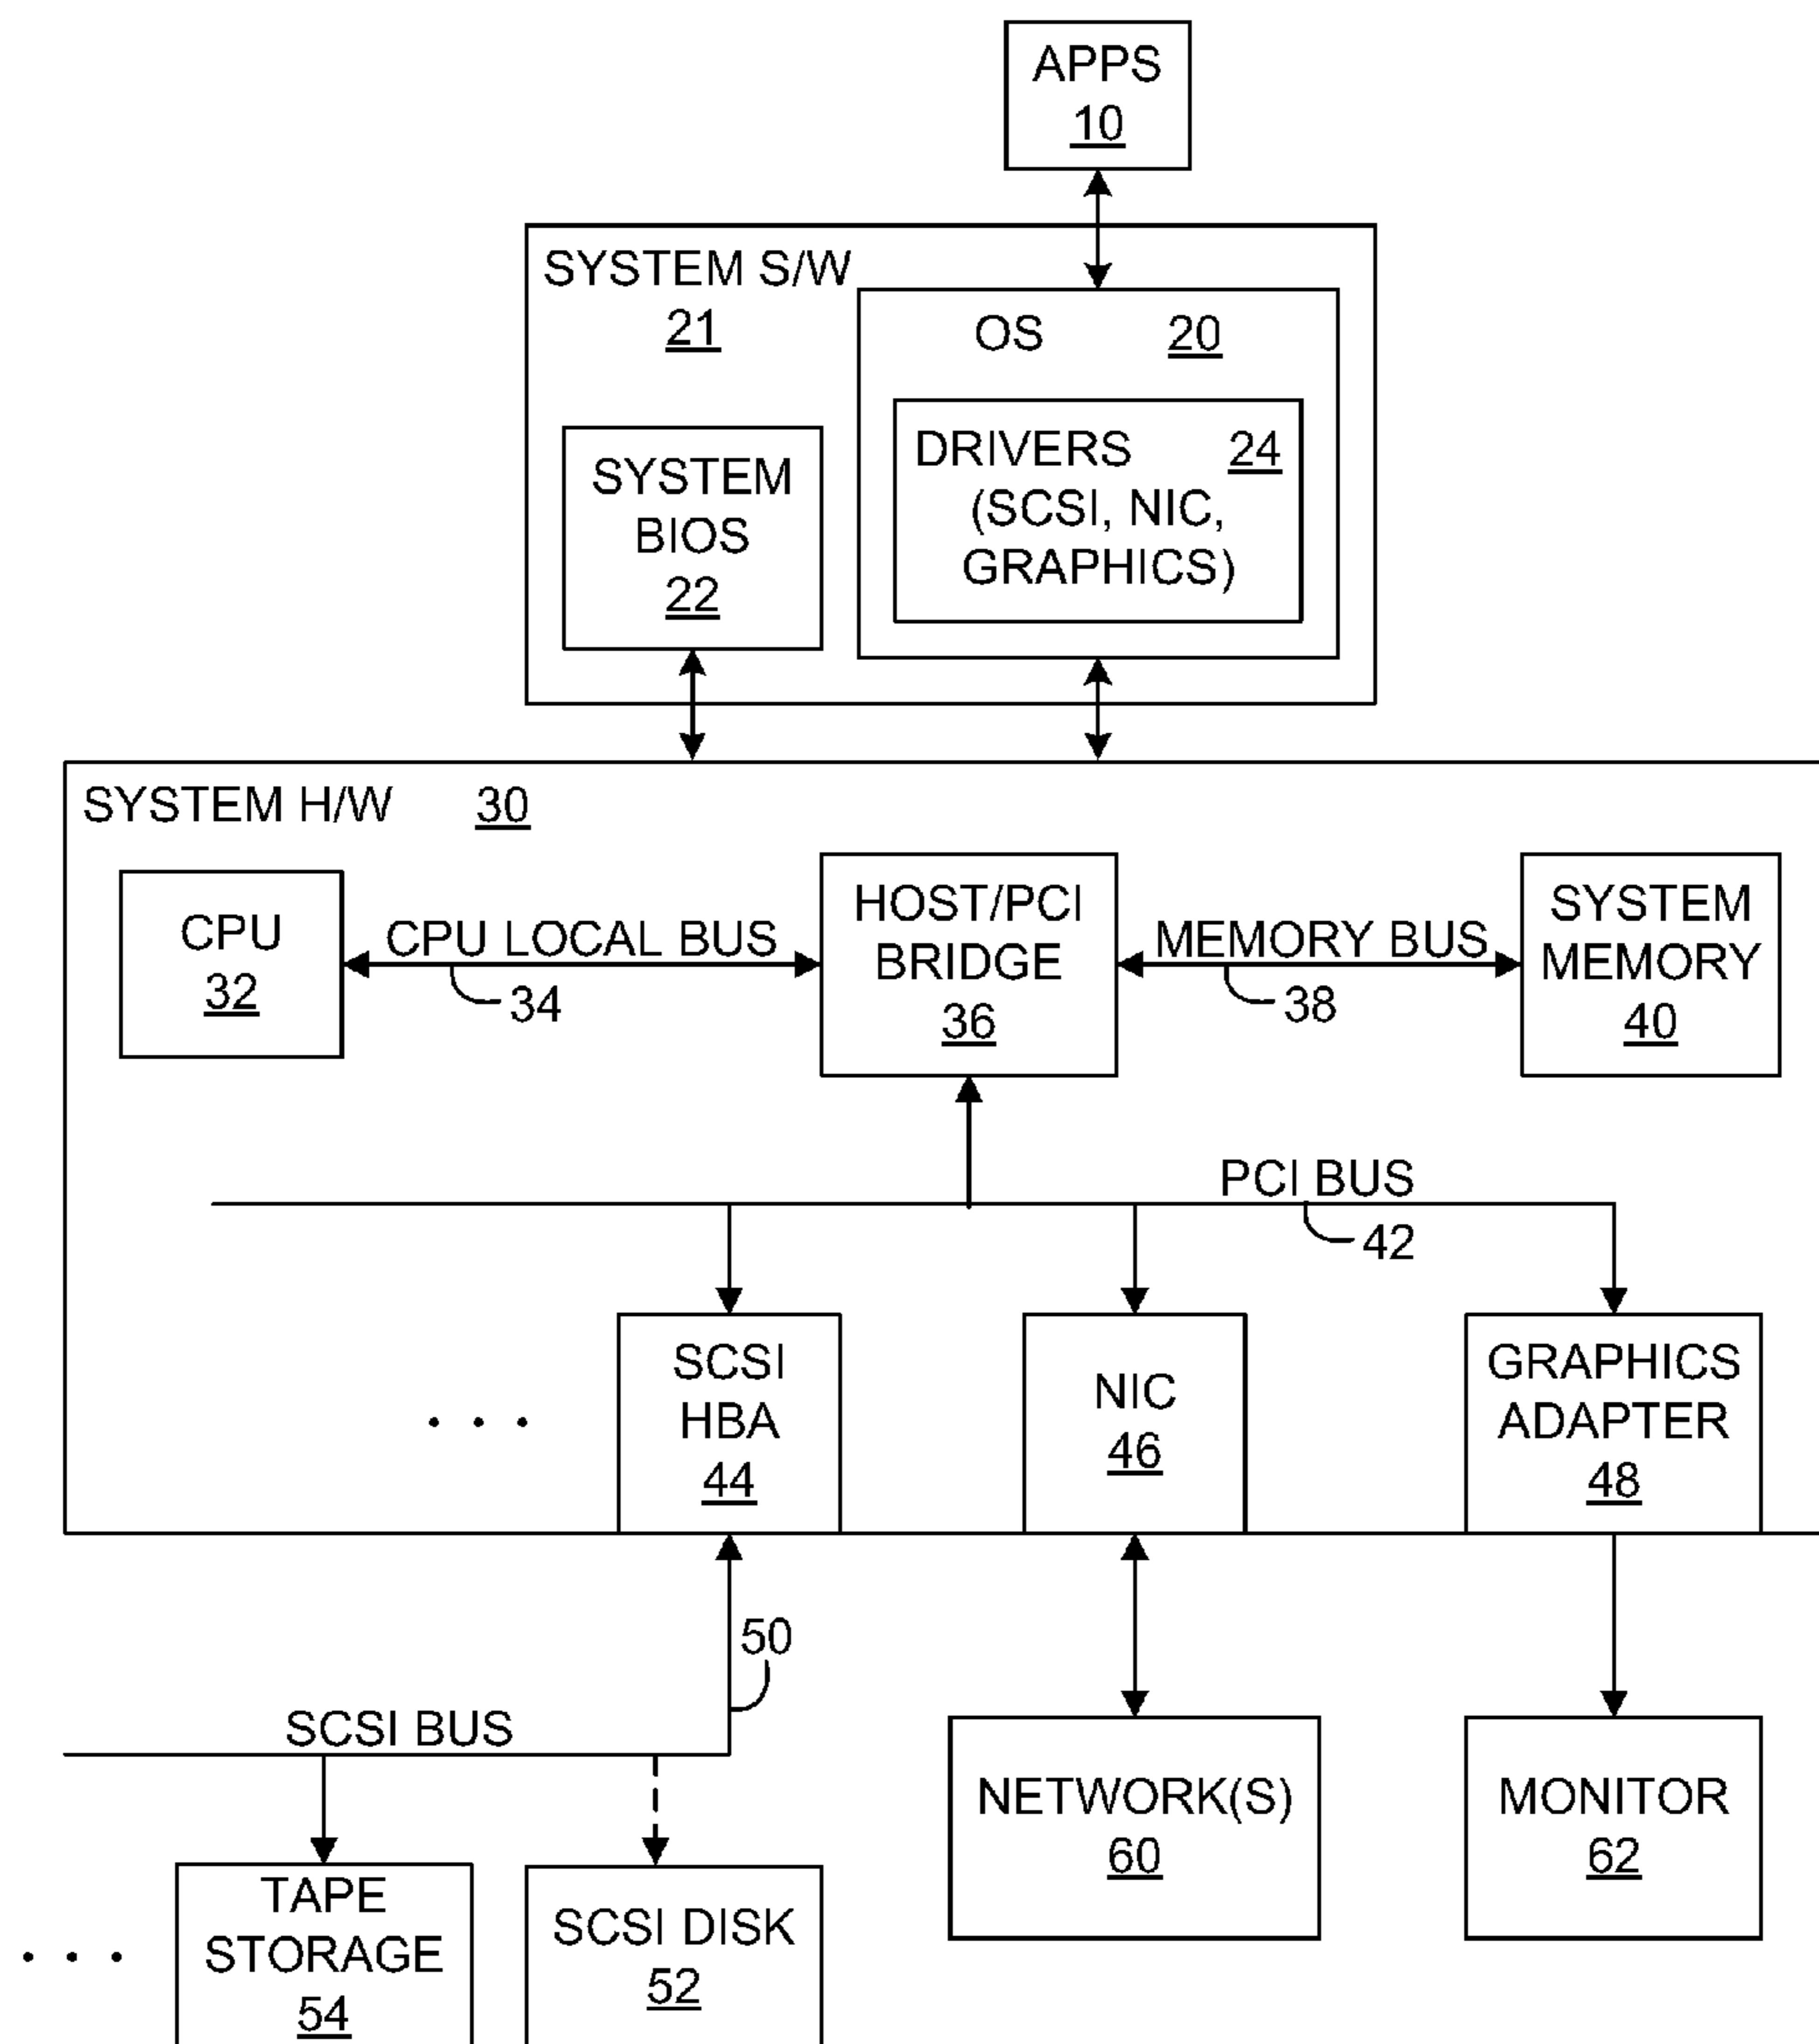 APPS
10
SYSTEM S/W
21
OS 20
DRIVERS 24
(SCSI, NIC,
GRAPHICS)
SYSTEM
BIOS
22
SYSTEM H/W 30
CPU
32
CPU LOCAL BUS
34
HOST/PCI
BRIDGE
36
MEMORY BUS
38
SYSTEM
MEMORY
40
PCI BUS
42
. . .
SCSI
HBA
44
NIC
46
GRAPHICS
ADAPTER
48
50
SCSI BUS
. . .
TAPE
STORAGE
54
SCSI DISK
52
NETWORK(S)
60
MONITOR
62